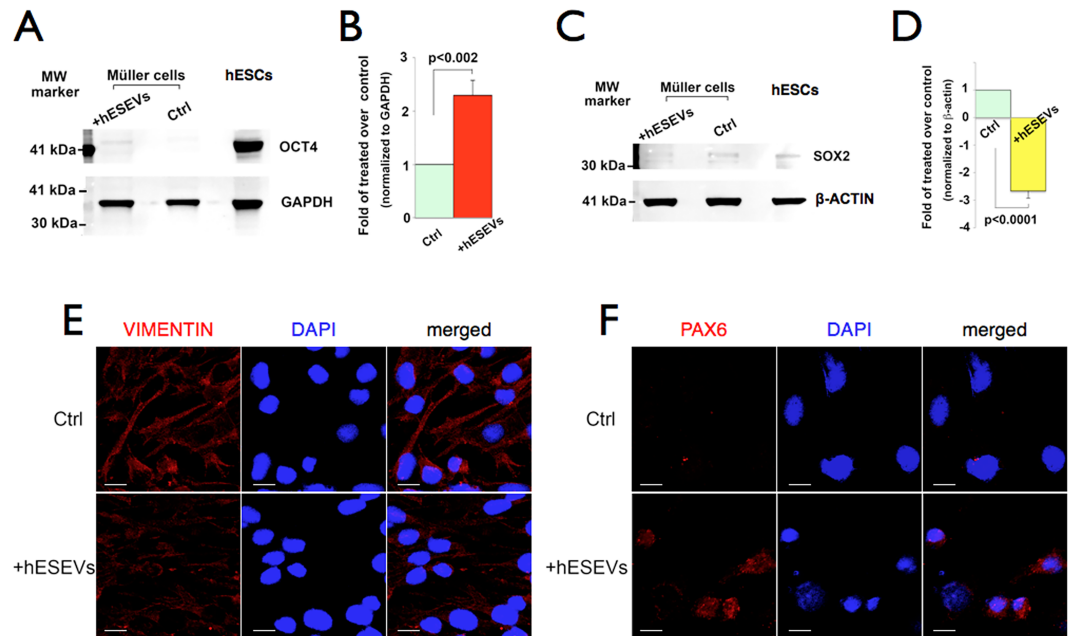 A
MW
marker
Müller cells
hESCs
+hESEVs
Ctrl
41 kDa
OCT4
41 kDa
GAPDH
30 kDa
B
Fold of treated over control
(normalized to GAPDH)
3
2
1
0
p<0.002
Ctrl
+hESEVs
C
MW
marker
Müller cells
hESCs
+hESEVs
Ctrl
SOX2
30 kDa
41 kDa
β-ACTIN
D
Fold of treated over control
(normalized to β-actin)
1
0
-1
-2
-3
-4
Ctrl
+hESEVs
p<0.0001
E
VIMENTIN
DAPI
merged
Ctrl
+hESEVs
F
PAX6
DAPI
merged
Ctrl
+hESEVs